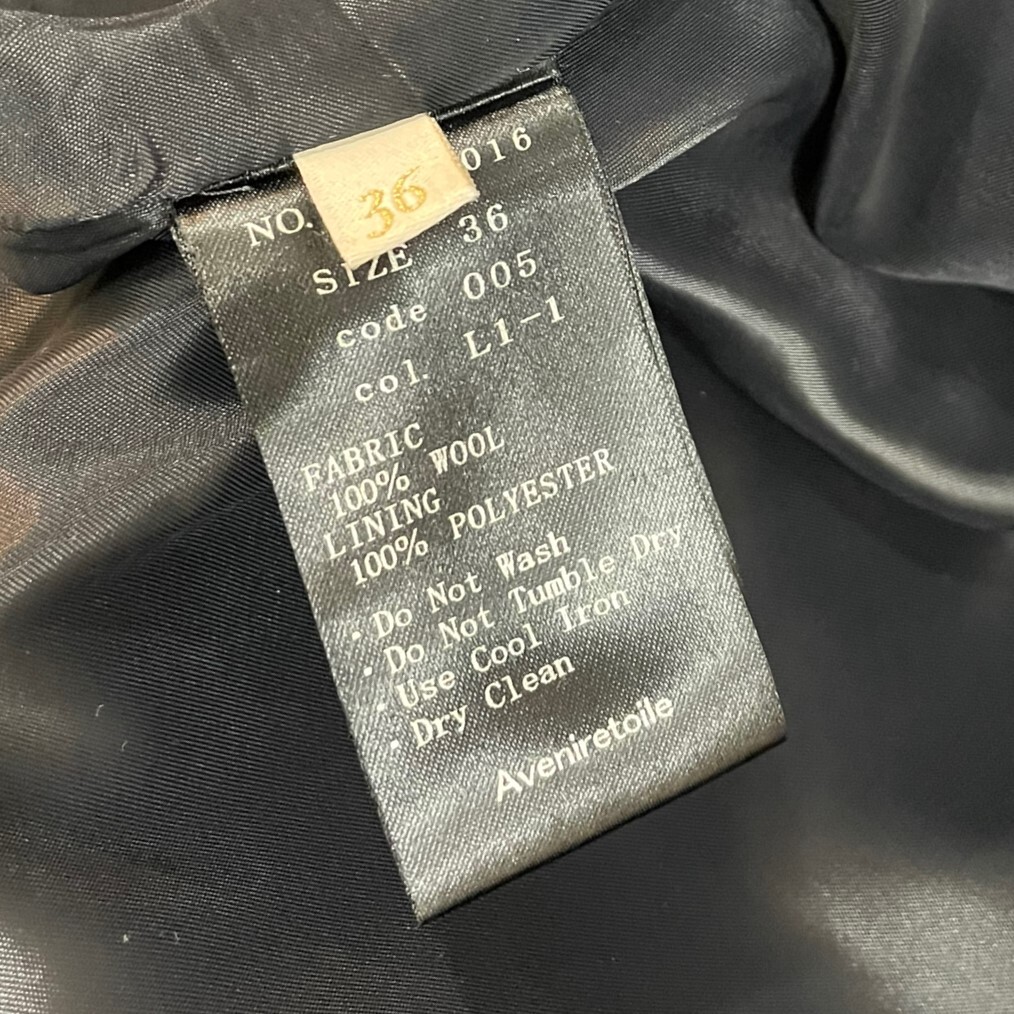 36
NO. 016
SIZE 36
code 005
col. L1-1
FABRIC
100% WOOL
LINING
100% POLYESTER
・Do Not Wash
・Do Not Tumble Dry
・Use Cool Iron
・Dry Clean
Aveniretoile